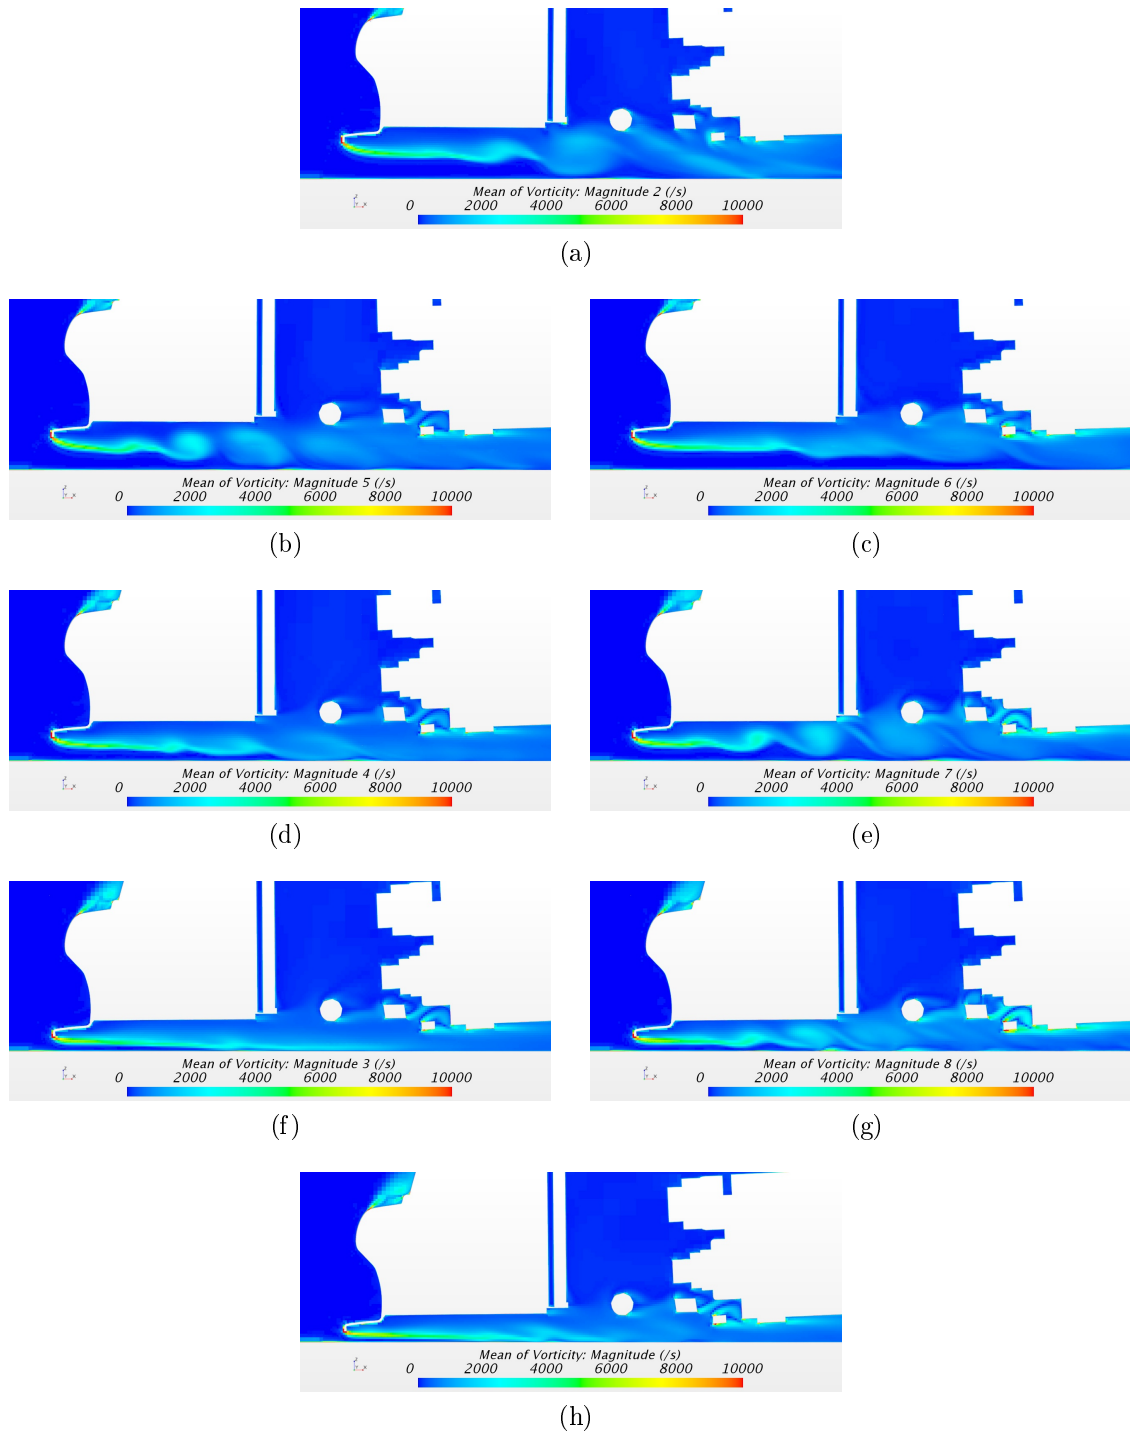 Mean of Vorticity: Magnitude 2 (/s)
0 2000 4000 6000 8000 10000
(a)
Mean of Vorticity: Magnitude 5 (/s)
0 2000 4000 6000 8000 10000
(b)
Mean of Vorticity: Magnitude 6 (/s)
0 2000 4000 6000 8000 10000
(c)
Mean of Vorticity: Magnitude 4 (/s)
0 2000 4000 6000 8000 10000
(d)
Mean of Vorticity: Magnitude 7 (/s)
0 2000 4000 6000 8000 10000
(e)
Mean of Vorticity: Magnitude 3 (/s)
0 2000 4000 6000 8000 10000
(f)
Mean of Vorticity: Magnitude 8 (/s)
0 2000 4000 6000 8000 10000
(g)
Mean of Vorticity: Magnitude (/s)
0 2000 4000 6000 8000 10000
(h)